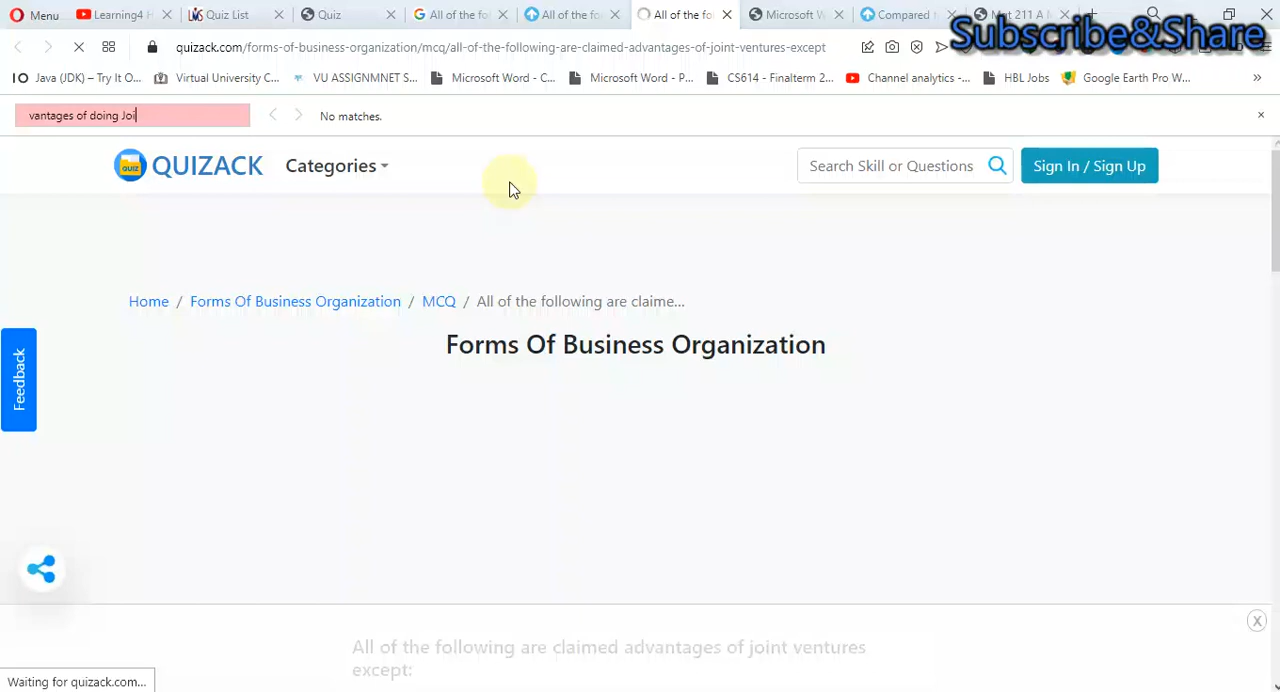 Menu
Learning4
Quiz List
Quiz
All of the fo
All of the fo
All of the fo
Microsoft W
Compared
Mat 211 A M
Subscribe&Share
quizack.com/forms-of-business-organization/mcq/all-of-the-following-are-claimed-advantages-of-joint-ventures-except
Java (JDK) – Try It O...
Virtual University C...
VU ASSIGNMNET S...
Microsoft Word - C...
Microsoft Word - P...
CS614 - Finalterm 2...
Channel analytics -...
HBL Jobs
Google Earth Pro W...
»
vantages of doing Joi
No matches.
QUIZ
QUIZACK
Categories
Search Skill or Questions
Sign In / Sign Up
Home / Forms Of Business Organization / MCQ / All of the following are claime...
Forms Of Business Organization
Feedback
All of the following are claimed advantages of joint ventures
except:
Waiting for quizack.com...